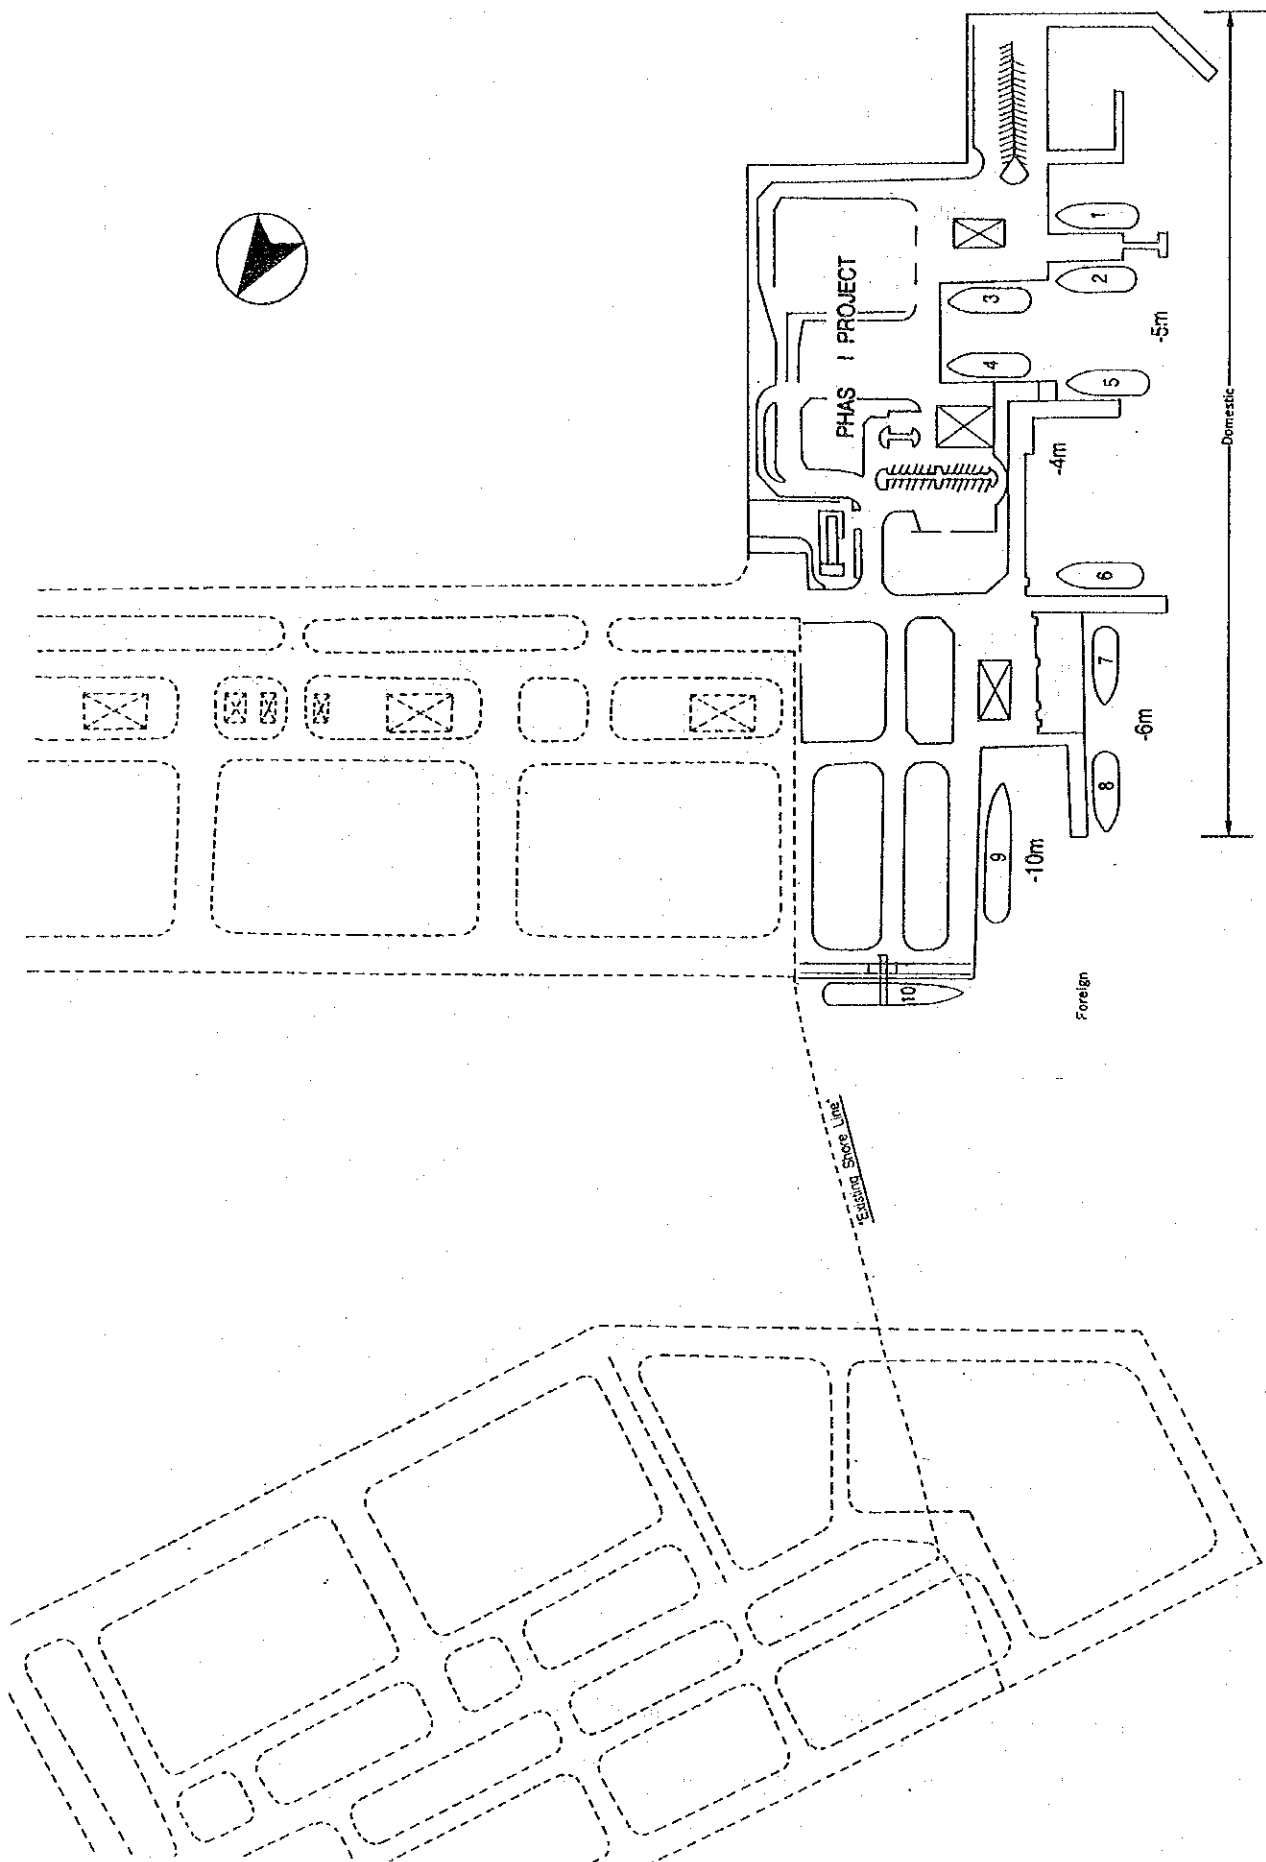 1
2
3
4
5
6
7
8
9
10
PHAS I PROJECT
-5m
-4m
-6m
-10m
Domestic
Foreign
"Existing Shore Line"